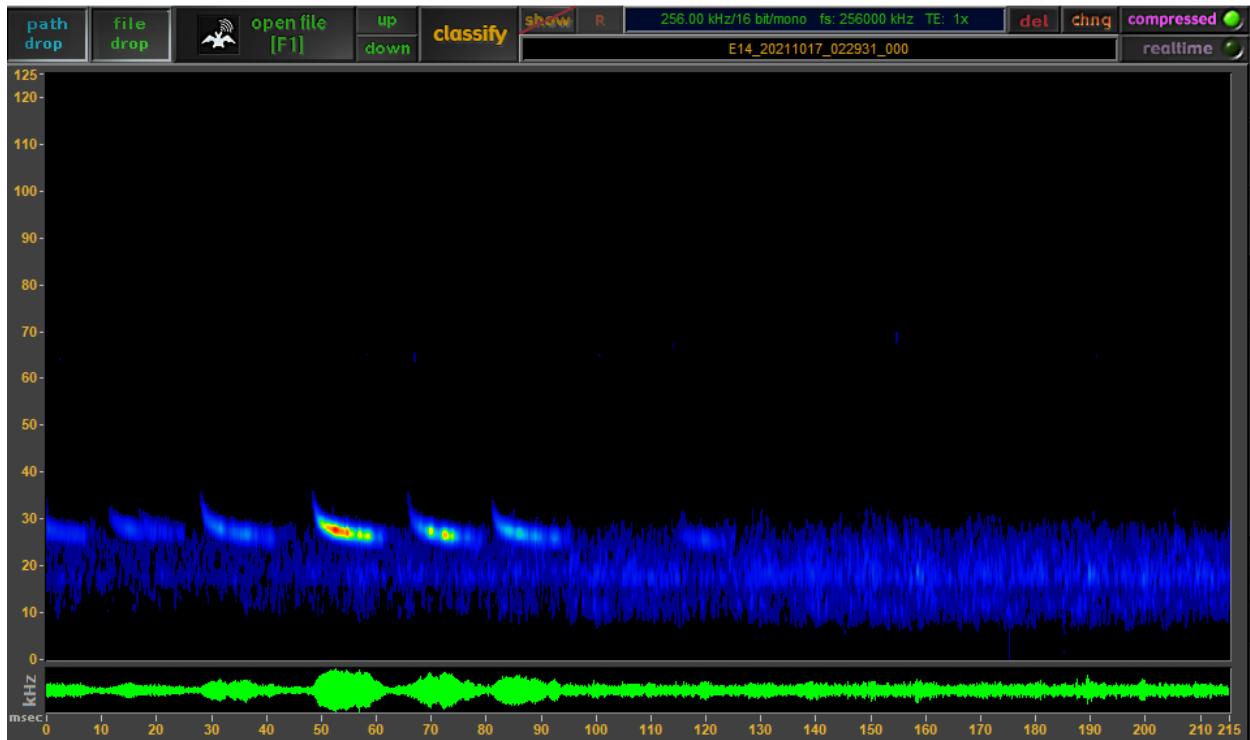 path drop
file drop
open file [F1]
up
down
classify
show
R
256.00 kHz/16 bit/mono fs: 256000 kHz TE: 1x
del
chng
compressed
E14_20211017_022931_000
realtime
125
120
110
100
90
80
70
60
50
40
30
20
10
0
kHz
msec
0 10 20 30 40 50 60 70 80 90 100 110 120 130 140 150 160 170 180 190 200 210 215